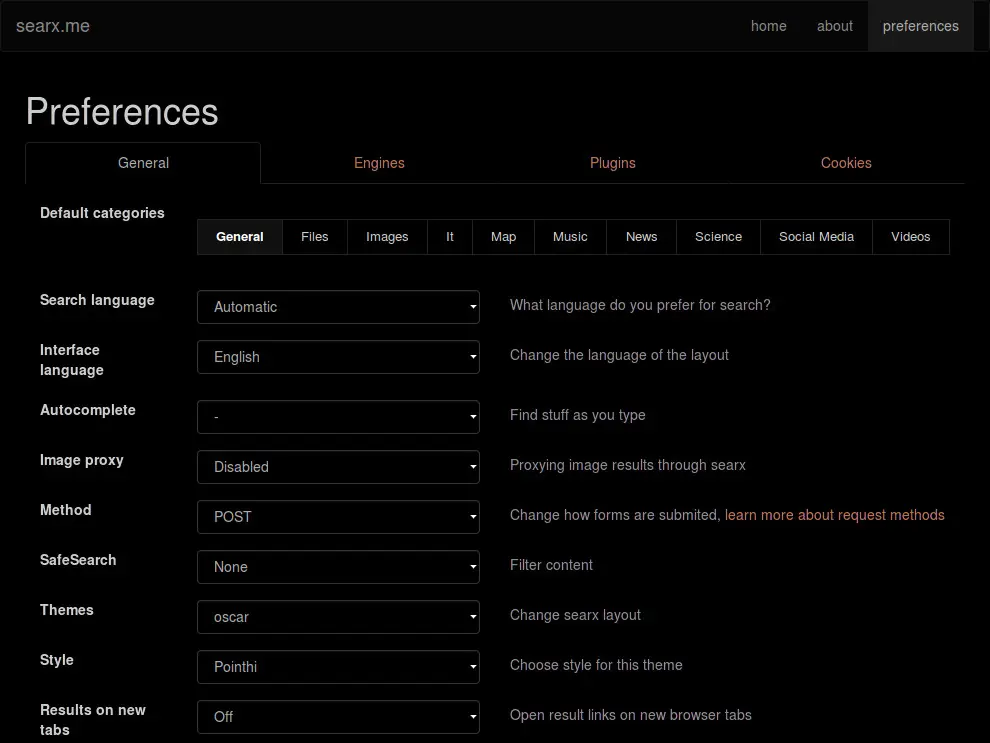 searx.me home about preferences
Preferences
General Engines Plugins Cookies
Default categories
General Files Images It Map Music News Science Social Media Videos
Search language Automatic What language do you prefer for search?
Interface language English Change the language of the layout
Autocomplete - Find stuff as you type
Image proxy Disabled Proxying image results through searx
Method POST Change how forms are submited, learn more about request methods
SafeSearch None Filter content
Themes oscar Change searx layout
Style Pointhi Choose style for this theme
Results on new tabs Off Open result links on new browser tabs